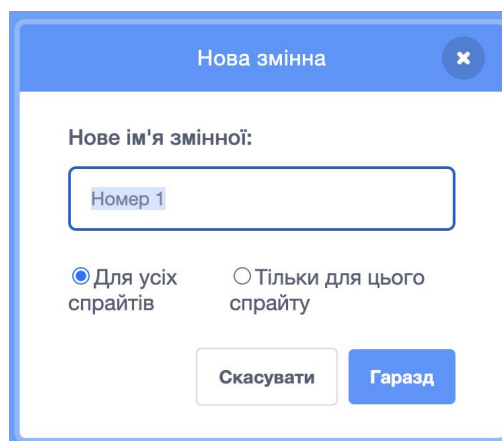 Нова змінна
Нове ім'я змінної:
Номер 1
Для усіх спрайтів
Тільки для цього спрайту
Скасувати
Гаразд